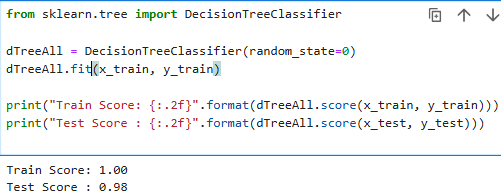 from sklearn.tree import DecisionTreeClassifier
dTreeAll = DecisionTreeClassifier(random_state=0)
dTreeAll.fit(x_train, y_train)
print("Train Score: {:.2f}".format(dTreeAll.score(x_train, y_train)))
print("Test Score : {:.2f}".format(dTreeAll.score(x_test, y_test)))
Train Score: 1.00
Test Score : 0.98